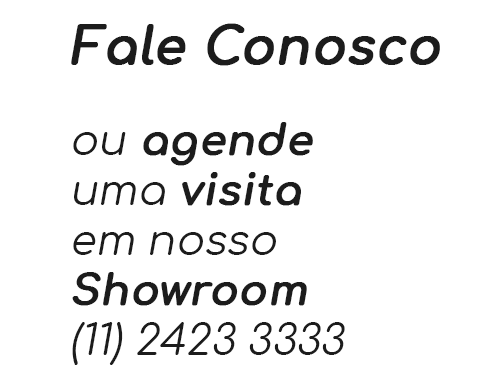 Fale Conosco
ou agende
uma visita
em nosso
Showroom
(11) 2423 3333